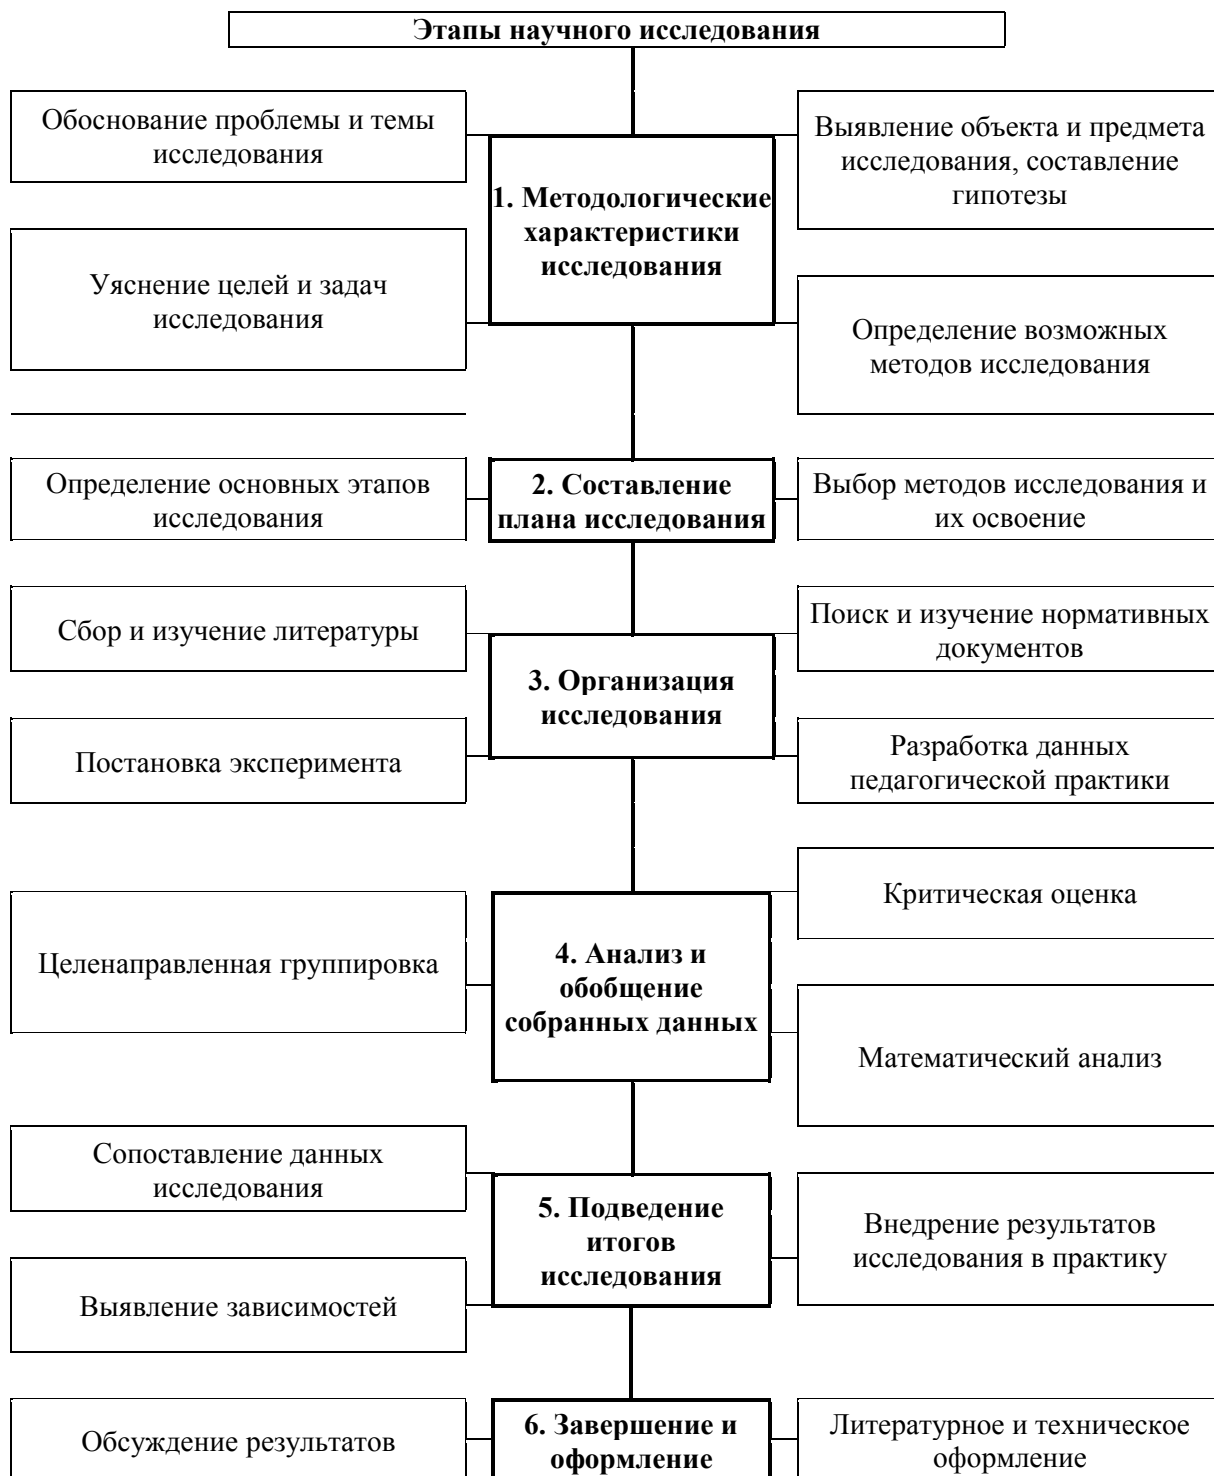 Этапы научного исследования
Обоснование проблемы и темы
исследования
Выявление объекта и предмета
исследования, составление
гипотезы
1. Методологические
характеристики
исследования
Уяснение целей и задач
исследования
Определение возможных
методов исследования
Определение основных этапов
исследования
2. Составление
плана исследования
Выбор методов исследования и
их освоение
Сбор и изучение литературы
Поиск и изучение нормативных
документов
3. Организация
исследования
Постановка эксперимента
Разработка данных
педагогической практики
Критическая оценка
Целенаправленная группировка
4. Анализ и
обобщение
собранных данных
Математический анализ
Сопоставление данных
исследования
5. Подведение
итогов
исследования
Внедрение результатов
исследования в практику
Выявление зависимостей
Обсуждение результатов
6. Завершение и
оформление
Литературное и техническое
оформление